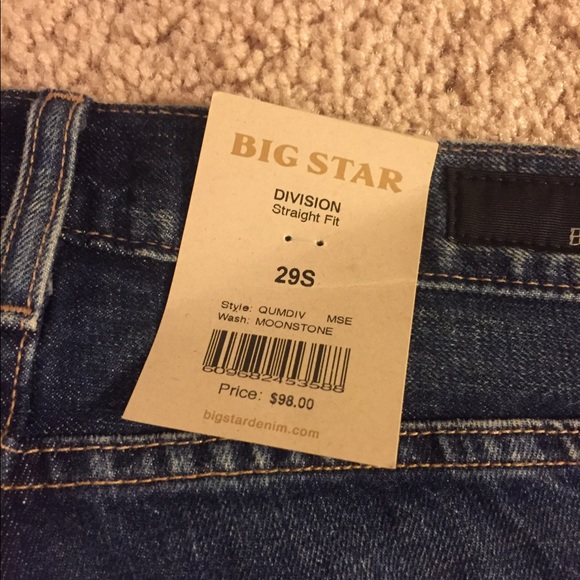 BIG STAR
DIVISION
Straight Fit
29S
Style: QUMDIV MSE
Wash: MOONSTONE
Price: $98.00
bigstardenim.com